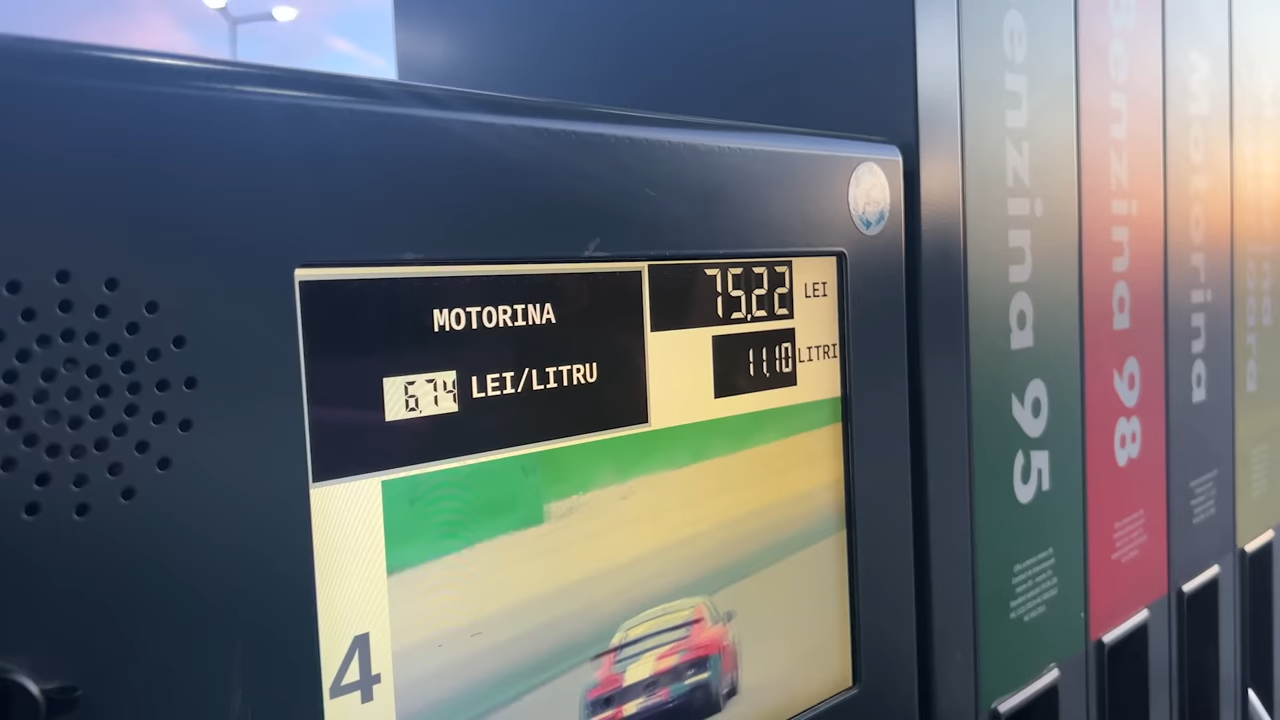 MOTORINA
6,74 LEI/LITRU
75,22 LEI
11,10 LITRI
4
enzina 95
Benzina 98
Motorina